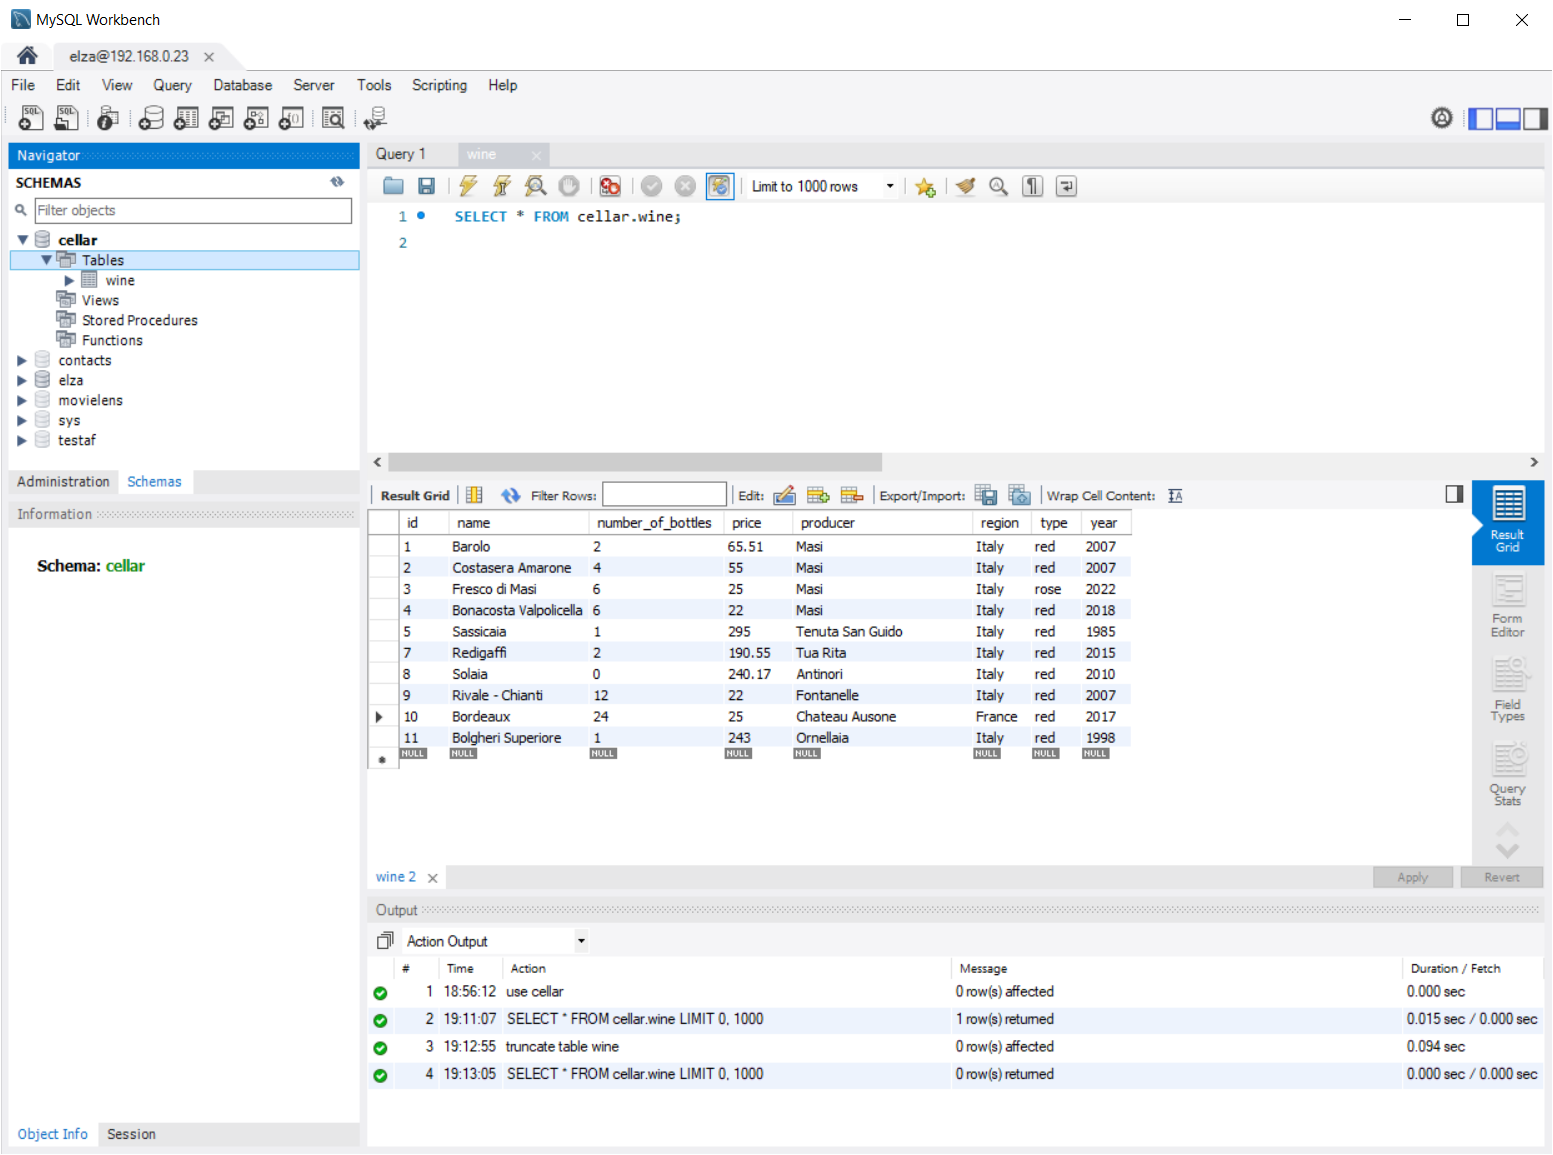 MySQL Workbench
elza@192.168.0.23
File Edit View Query Database Server Tools Scripting Help
Navigator
SCHEMAS
Filter objects
cellar
Tables
wine
Views
Stored Procedures
Functions
contacts
elza
movielens
sys
testaf
Administration Schemas
Information
Schema: cellar
Object Info Session
Query 1 wine
Limit to 1000 rows
1 SELECT * FROM cellar.wine;
2
Result Grid Filter Rows: Edit: Export/Import: Wrap Cell Content:
id name number_of_bottles price producer region type year
1 Barolo 2 65.51 Masi Italy red 2007
2 Costasera Amarone 4 55 Masi Italy red 2007
3 Fresco di Masi 6 25 Masi Italy rose 2022
4 Bonacosta Valpolicella 6 22 Masi Italy red 2018
5 Sassicaia 1 295 Tenuta San Guido Italy red 1985
7 Redigaffi 2 190.55 Tua Rita Italy red 2015
8 Solaia 0 240.17 Antinori Italy red 2010
9 Rivale - Chianti 12 22 Fontanelle Italy red 2007
10 Bordeaux 24 25 Chateau Ausone France red 2017
11 Bolgheri Superiore 1 243 Ornellaia Italy red 1998
NULL NULL NULL NULL NULL NULL NULL NULL
Result
Grid
Form
Editor
Field
Types
Query
Stats
wine 2
Apply Revert
Output
Action Output
# Time Action Message Duration / Fetch
1 18:56:12 use cellar 0 row(s) affected 0.000 sec
2 19:11:07 SELECT * FROM cellar.wine LIMIT 0, 1000 1 row(s) returned 0.015 sec / 0.000 sec
3 19:12:55 truncate table wine 0 row(s) affected 0.094 sec
4 19:13:05 SELECT * FROM cellar.wine LIMIT 0, 1000 0 row(s) returned 0.000 sec / 0.000 sec